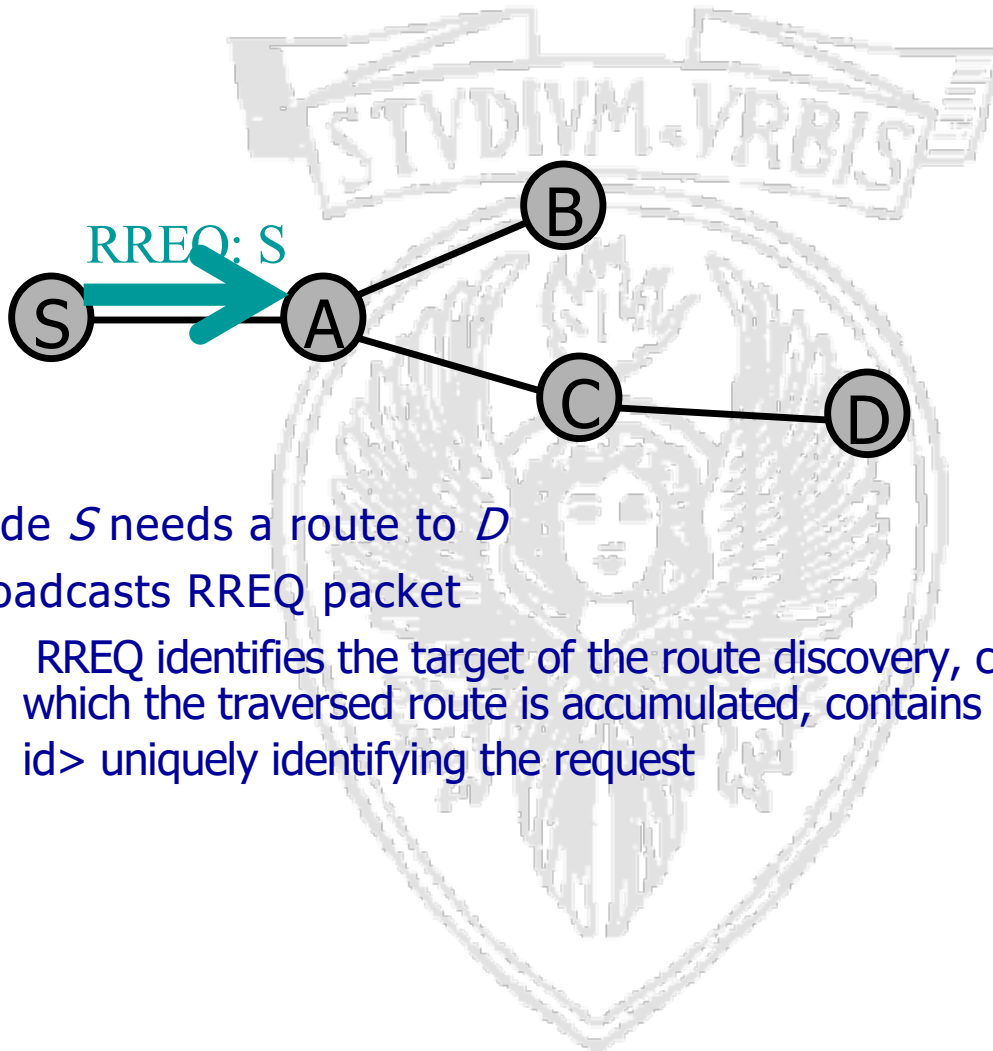 STVDIVM·VRBIS
B
RREQ: S
S
A
C
D
de S needs a route to D
oadcasts RREQ packet
RREQ identifies the target of the route discovery, c
which the traversed route is accumulated, contains
id> uniquely identifying the request